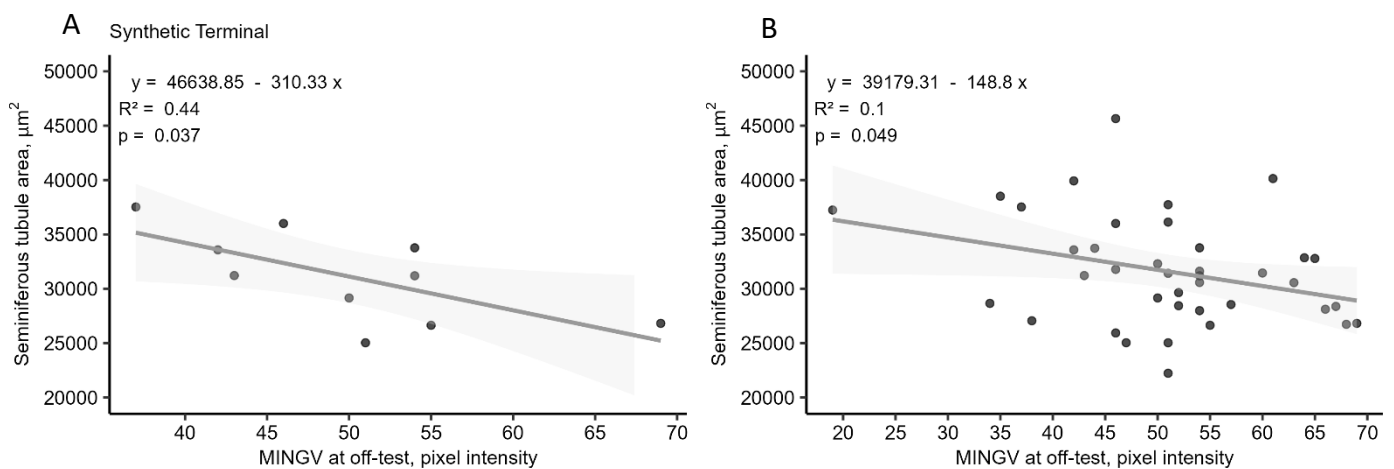 A
Synthetic Terminal
y = 46638.85 - 310.33 x
R² = 0.44
p = 0.037
Seminiferous tubule area, µm²
50000
45000
40000
35000
30000
25000
20000
40 45 50 55 60 65 70
MINGV at off-test, pixel intensity
B
y = 39179.31 - 148.8 x
R² = 0.1
p = 0.049
Seminiferous tubule area, µm²
50000
45000
40000
35000
30000
25000
20000
20 25 30 35 40 45 50 55 60 65 70
MINGV at off-test, pixel intensity